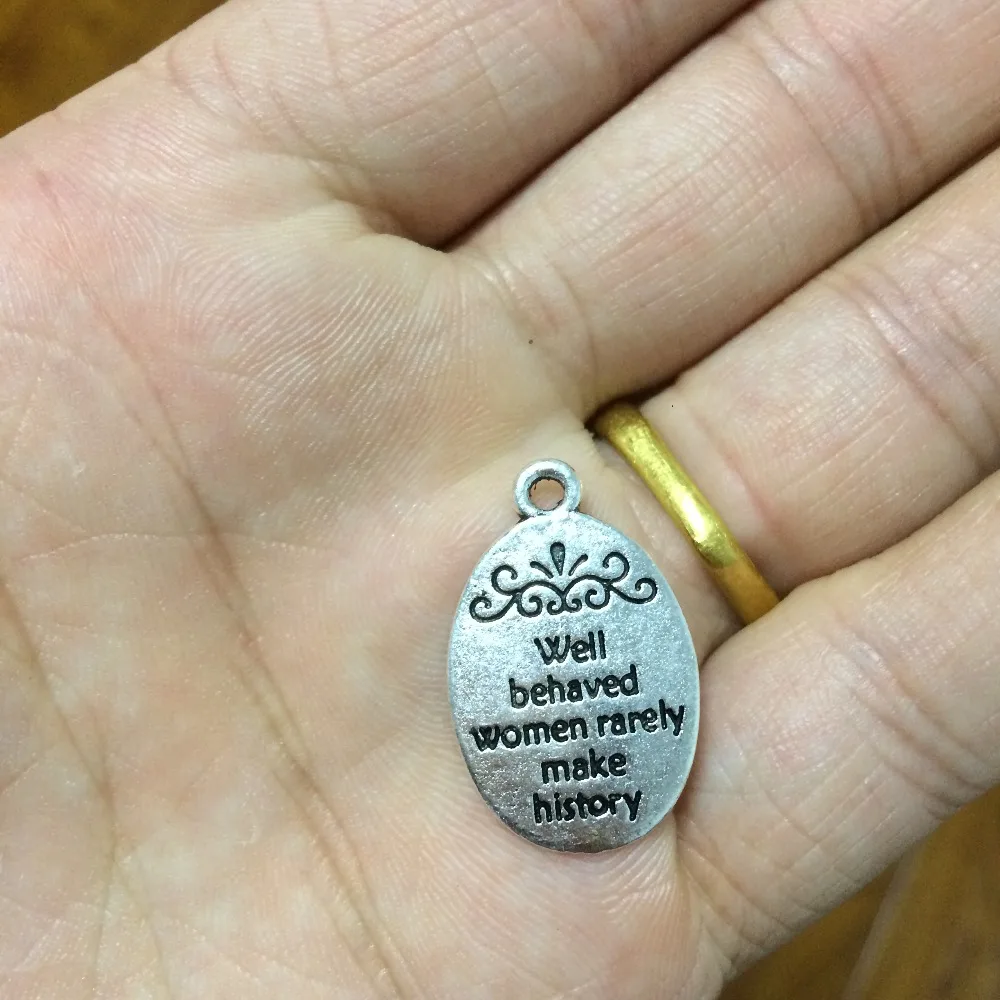 Well
behaved
women rarely
make
history